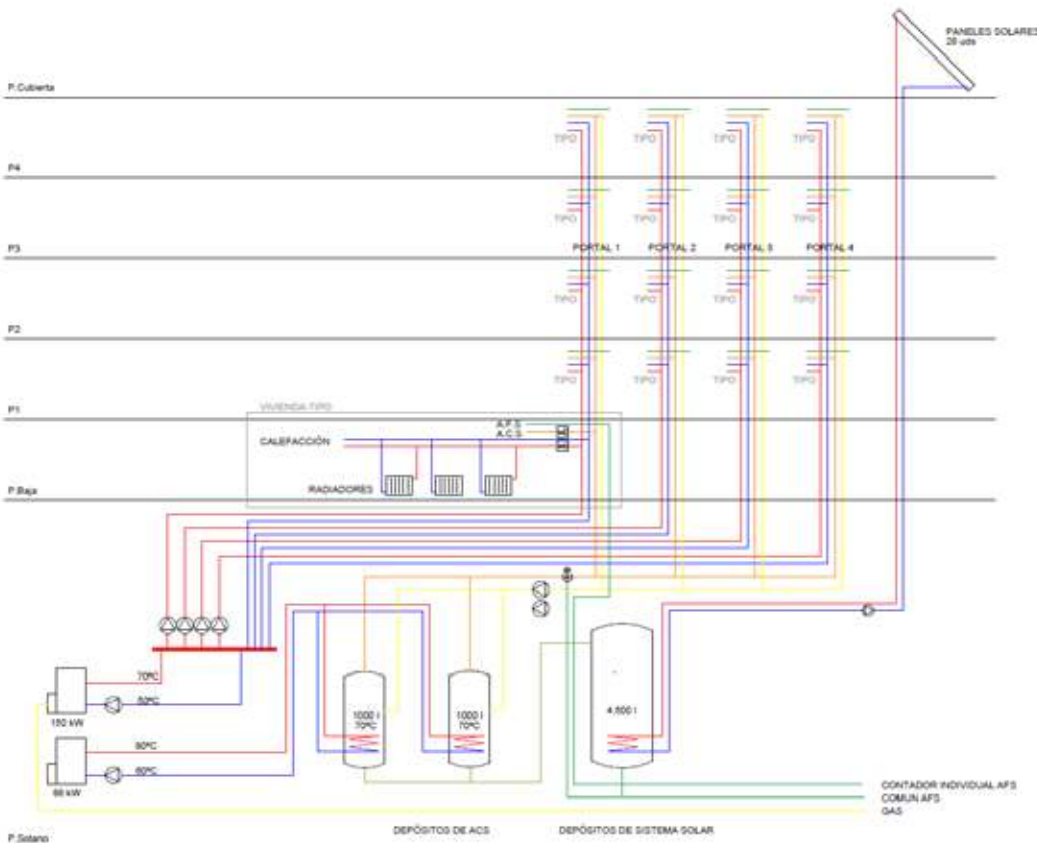 PANELES SOLARES
28 uds
P.Cubierta
TIPO TIPO TIPO TIPO
P4
TIPO TIPO TIPO TIPO
P3
PORTAL 1 PORTAL 2 PORTAL 3 PORTAL 4
TIPO TIPO TIPO TIPO
P2
TIPO TIPO TIPO TIPO
P1
VIVIENDA TIPO
A.F.S
A.C.S
CALEFACCIÓN
RADIADORES
P.Baja
70ºC
50ºC
150 kW
1000 l
70ºC
1000 l
70ºC
4.500 l
60ºC
CONTADOR INDIVIDUAL AFS
COMUN AFS
GAS
DEPÓSITOS DE ACS
DEPÓSITOS DE SISTEMA SOLAR
P.Sotano